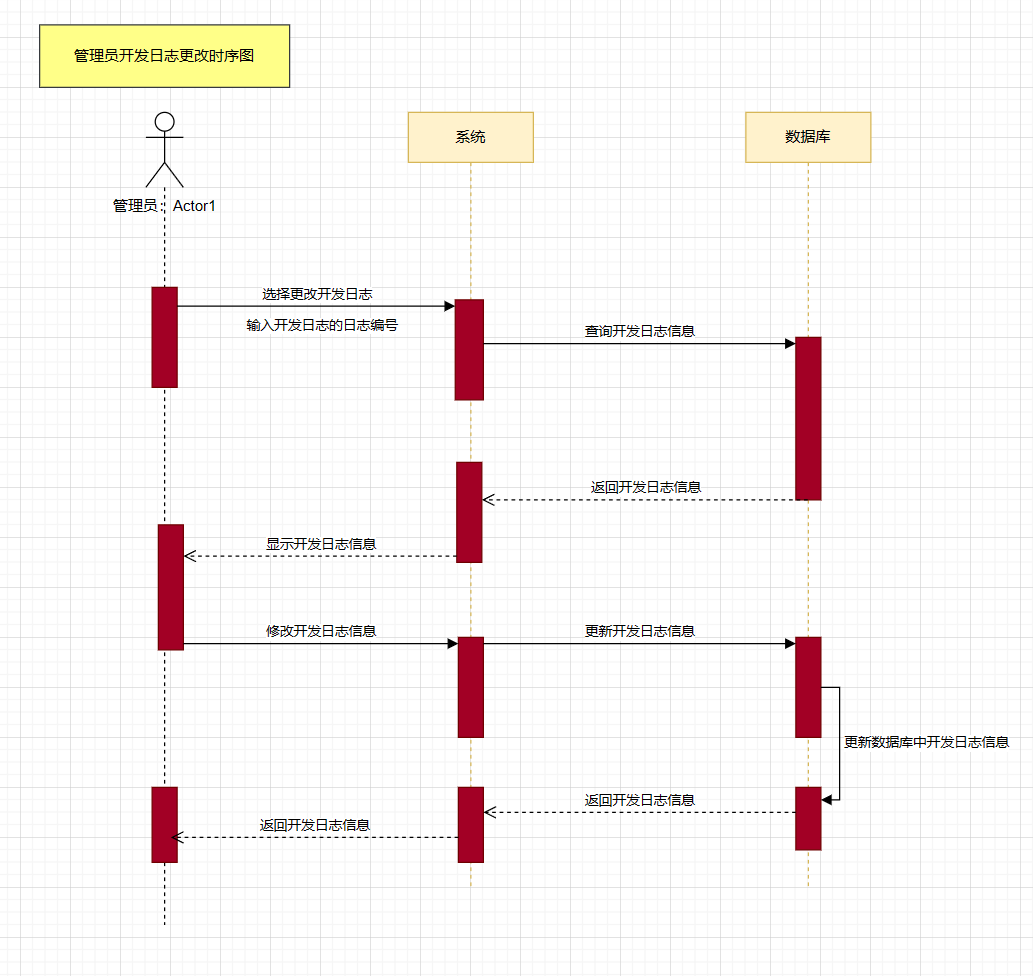 管理员开发日志更改时序图
系统
数据库
管理员：Actor1
选择更改开发日志
输入开发日志的日志编号
查询开发日志信息
返回开发日志信息
显示开发日志信息
修改开发日志信息
更新开发日志信息
更新数据库中开发日志信息
返回开发日志信息
返回开发日志信息